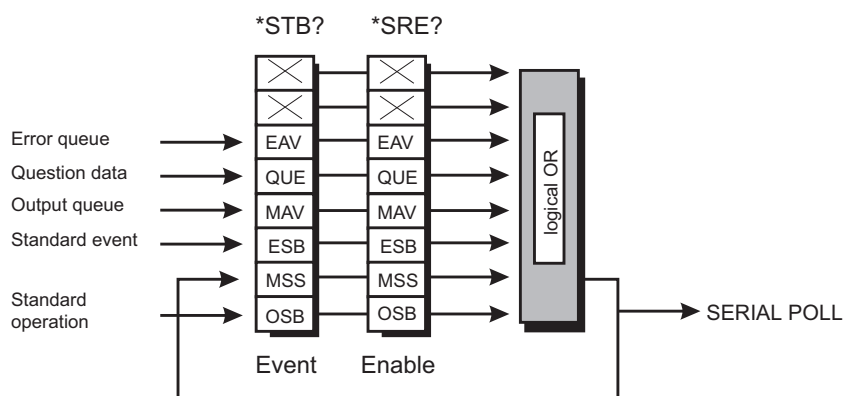 *STB? *SRE?
Error queue EAV EAV
Question data QUE QUE
Output queue MAV MAV
Standard event ESB ESB
MSS MSS
Standard
operation OSB OSB
logical OR
SERIAL POLL
Event Enable